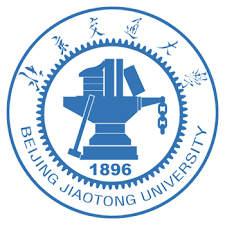 北京交通大学
1896
BEIJING JIAOTONG UNIVERSITY